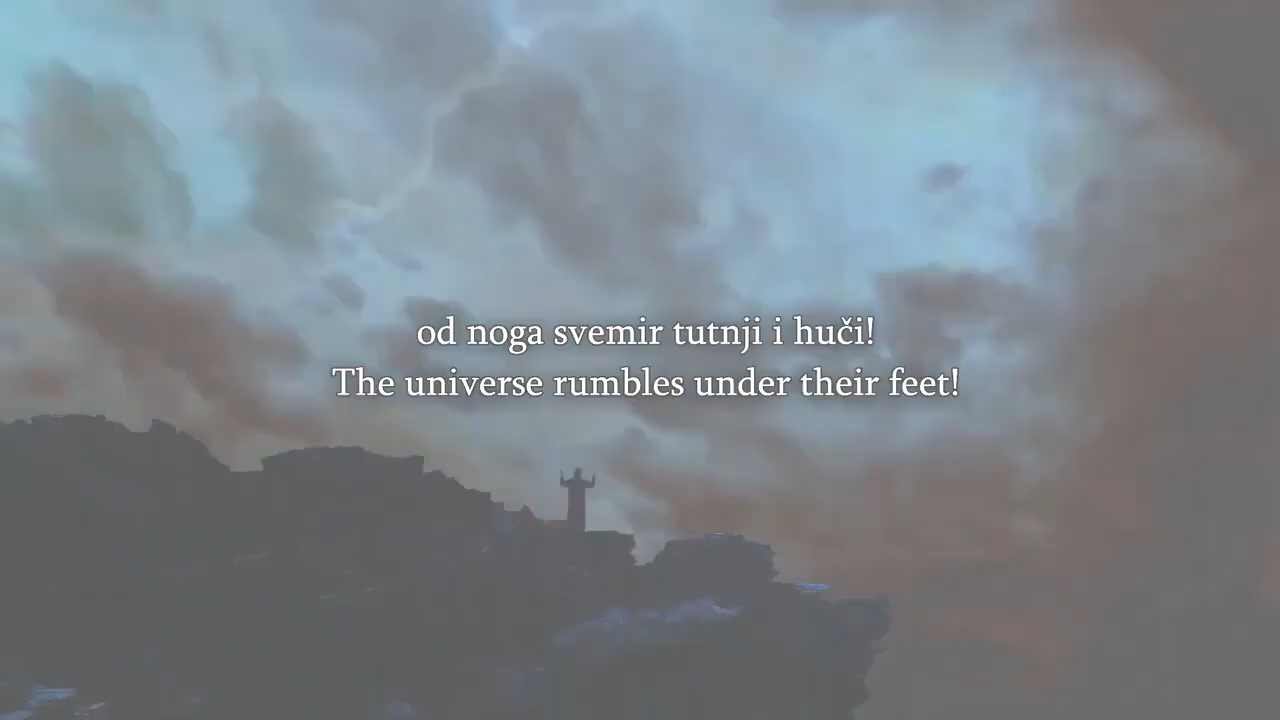 od noga svemir tutnji i huči!
The universe rumbles under their feet!